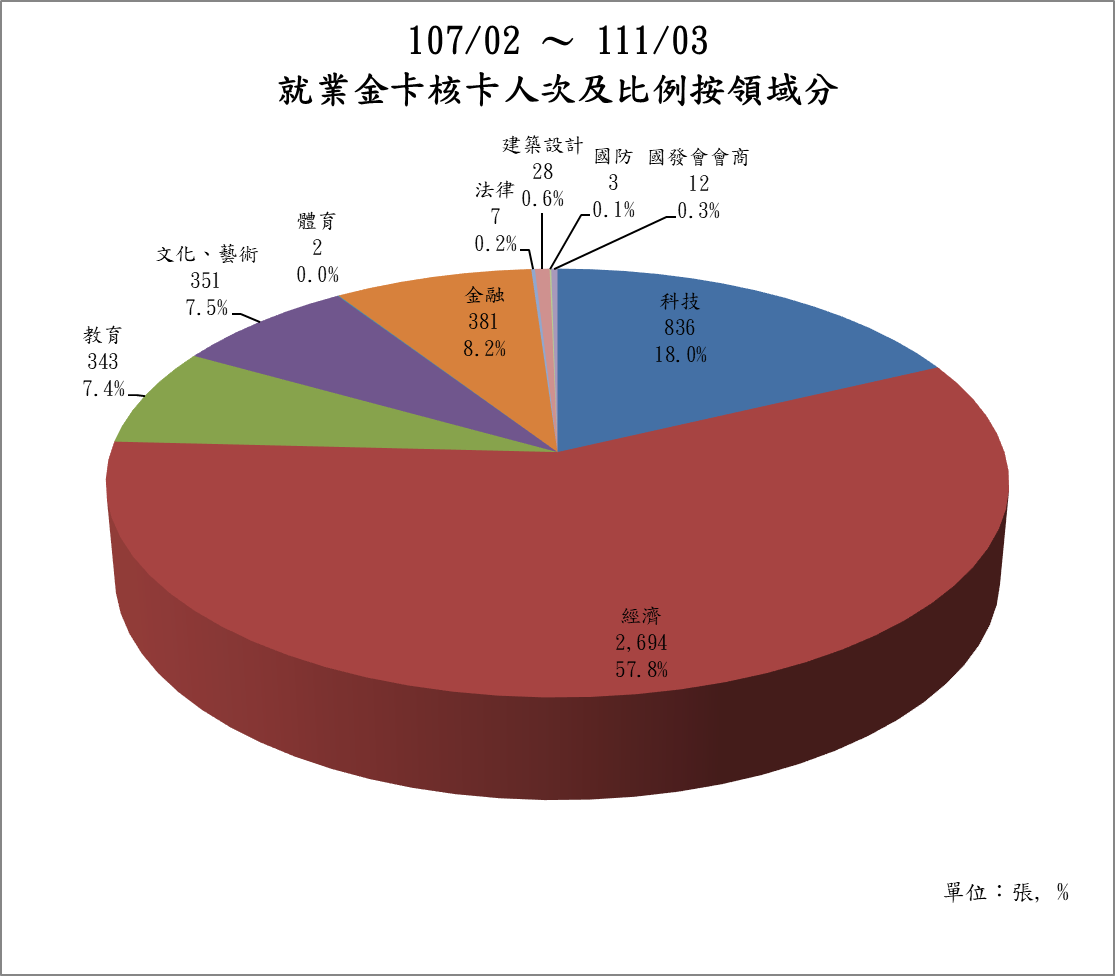 107/02 ～ 111/03
就業金卡核卡人次及比例按領域分
建築設計
28
0.6%
國防
3
0.1%
國發會會商
12
0.3%
法律
7
0.2%
體育
2
0.0%
文化、藝術
351
7.5%
教育
343
7.4%
金融
381
8.2%
科技
836
18.0%
經濟
2,694
57.8%
單位：張, %